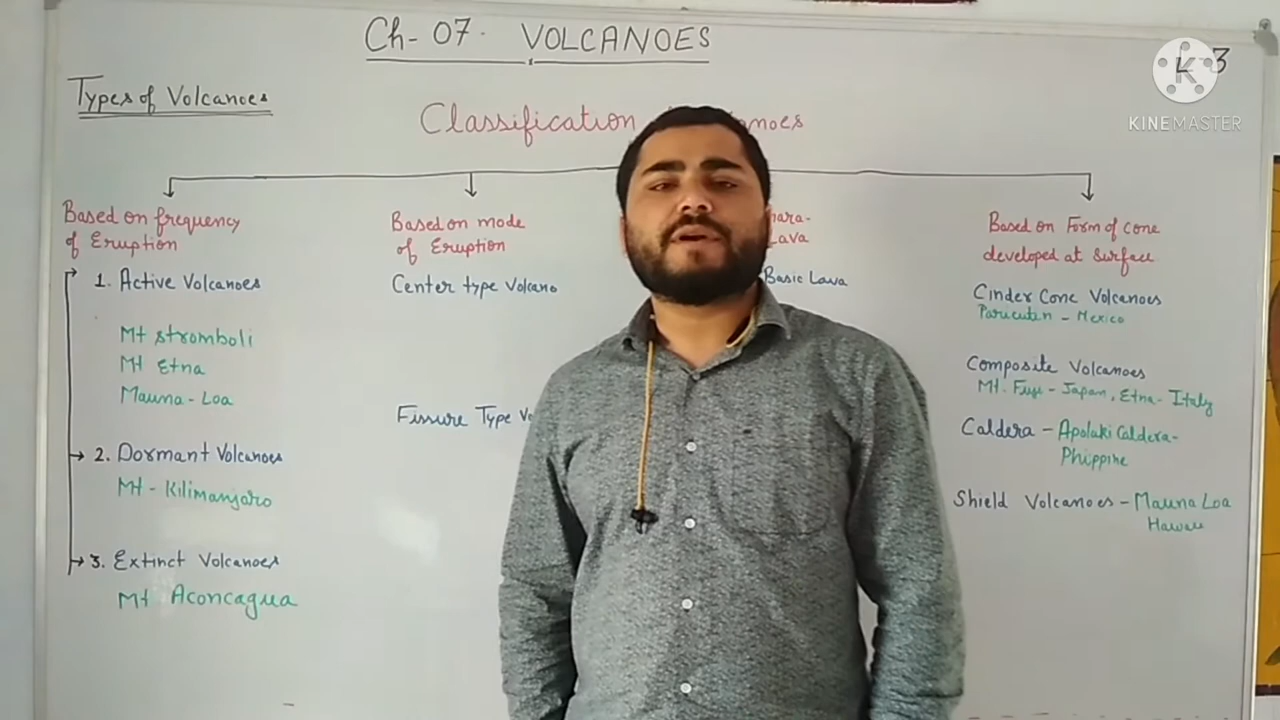 Ch- 07. VOLCANOES
Types of Volcanoes
Classification
Based on frequency
of Eruption
1. Active Volcanoes
Mt Stromboli
Mt Etna
Mauna-Loa
2. Dormant Volcanoes
Mt - Kilimanjaro
3. Extinct Volcanoes
Mt Aconcagua
Based on mode
of Eruption
Center type Volcano
Fissure Type
Basic Lava
Based on Form of cone
developed at Surface
Cinder Cone Volcanoes
Paricuten - Mexico
Composite Volcanoes
Mt. Fuji - Japan, Etna - Italy
Caldera - Apolaki Caldera-
Phippine
Shield Volcanoes - Mauna Loa
Hawaii
K
3
KINEMASTER